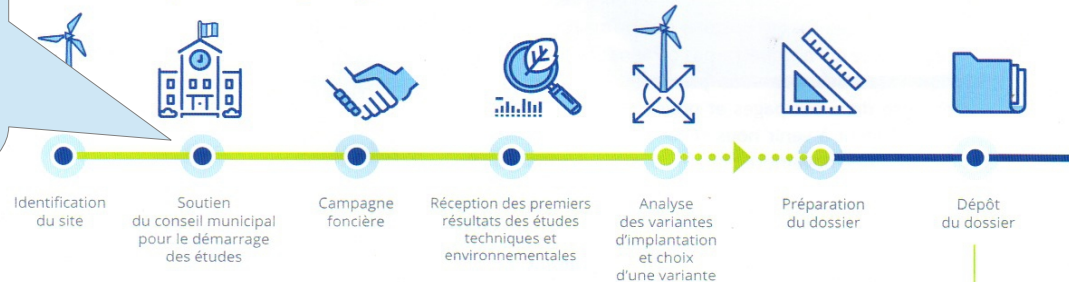 Identification
du site
Soutien
du conseil municipal
pour le démarrage
des études
Campagne
foncière
Réception des premiers
résultats des études
techniques et
environnementales
Analyse
des variantes
d'implantation
et choix
d'une variante
Préparation
du dossier
Dépôt
du dossier